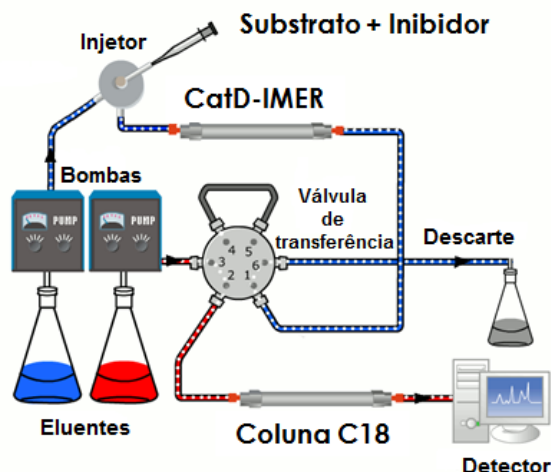 Substrato + Inibidor
Injetor
CatD-IMER
Bombas
PUMP
PUMP
Válvula
de
transferência
4 5
3 6
2 1
Descarte
Eluentes
Coluna C18
Detector